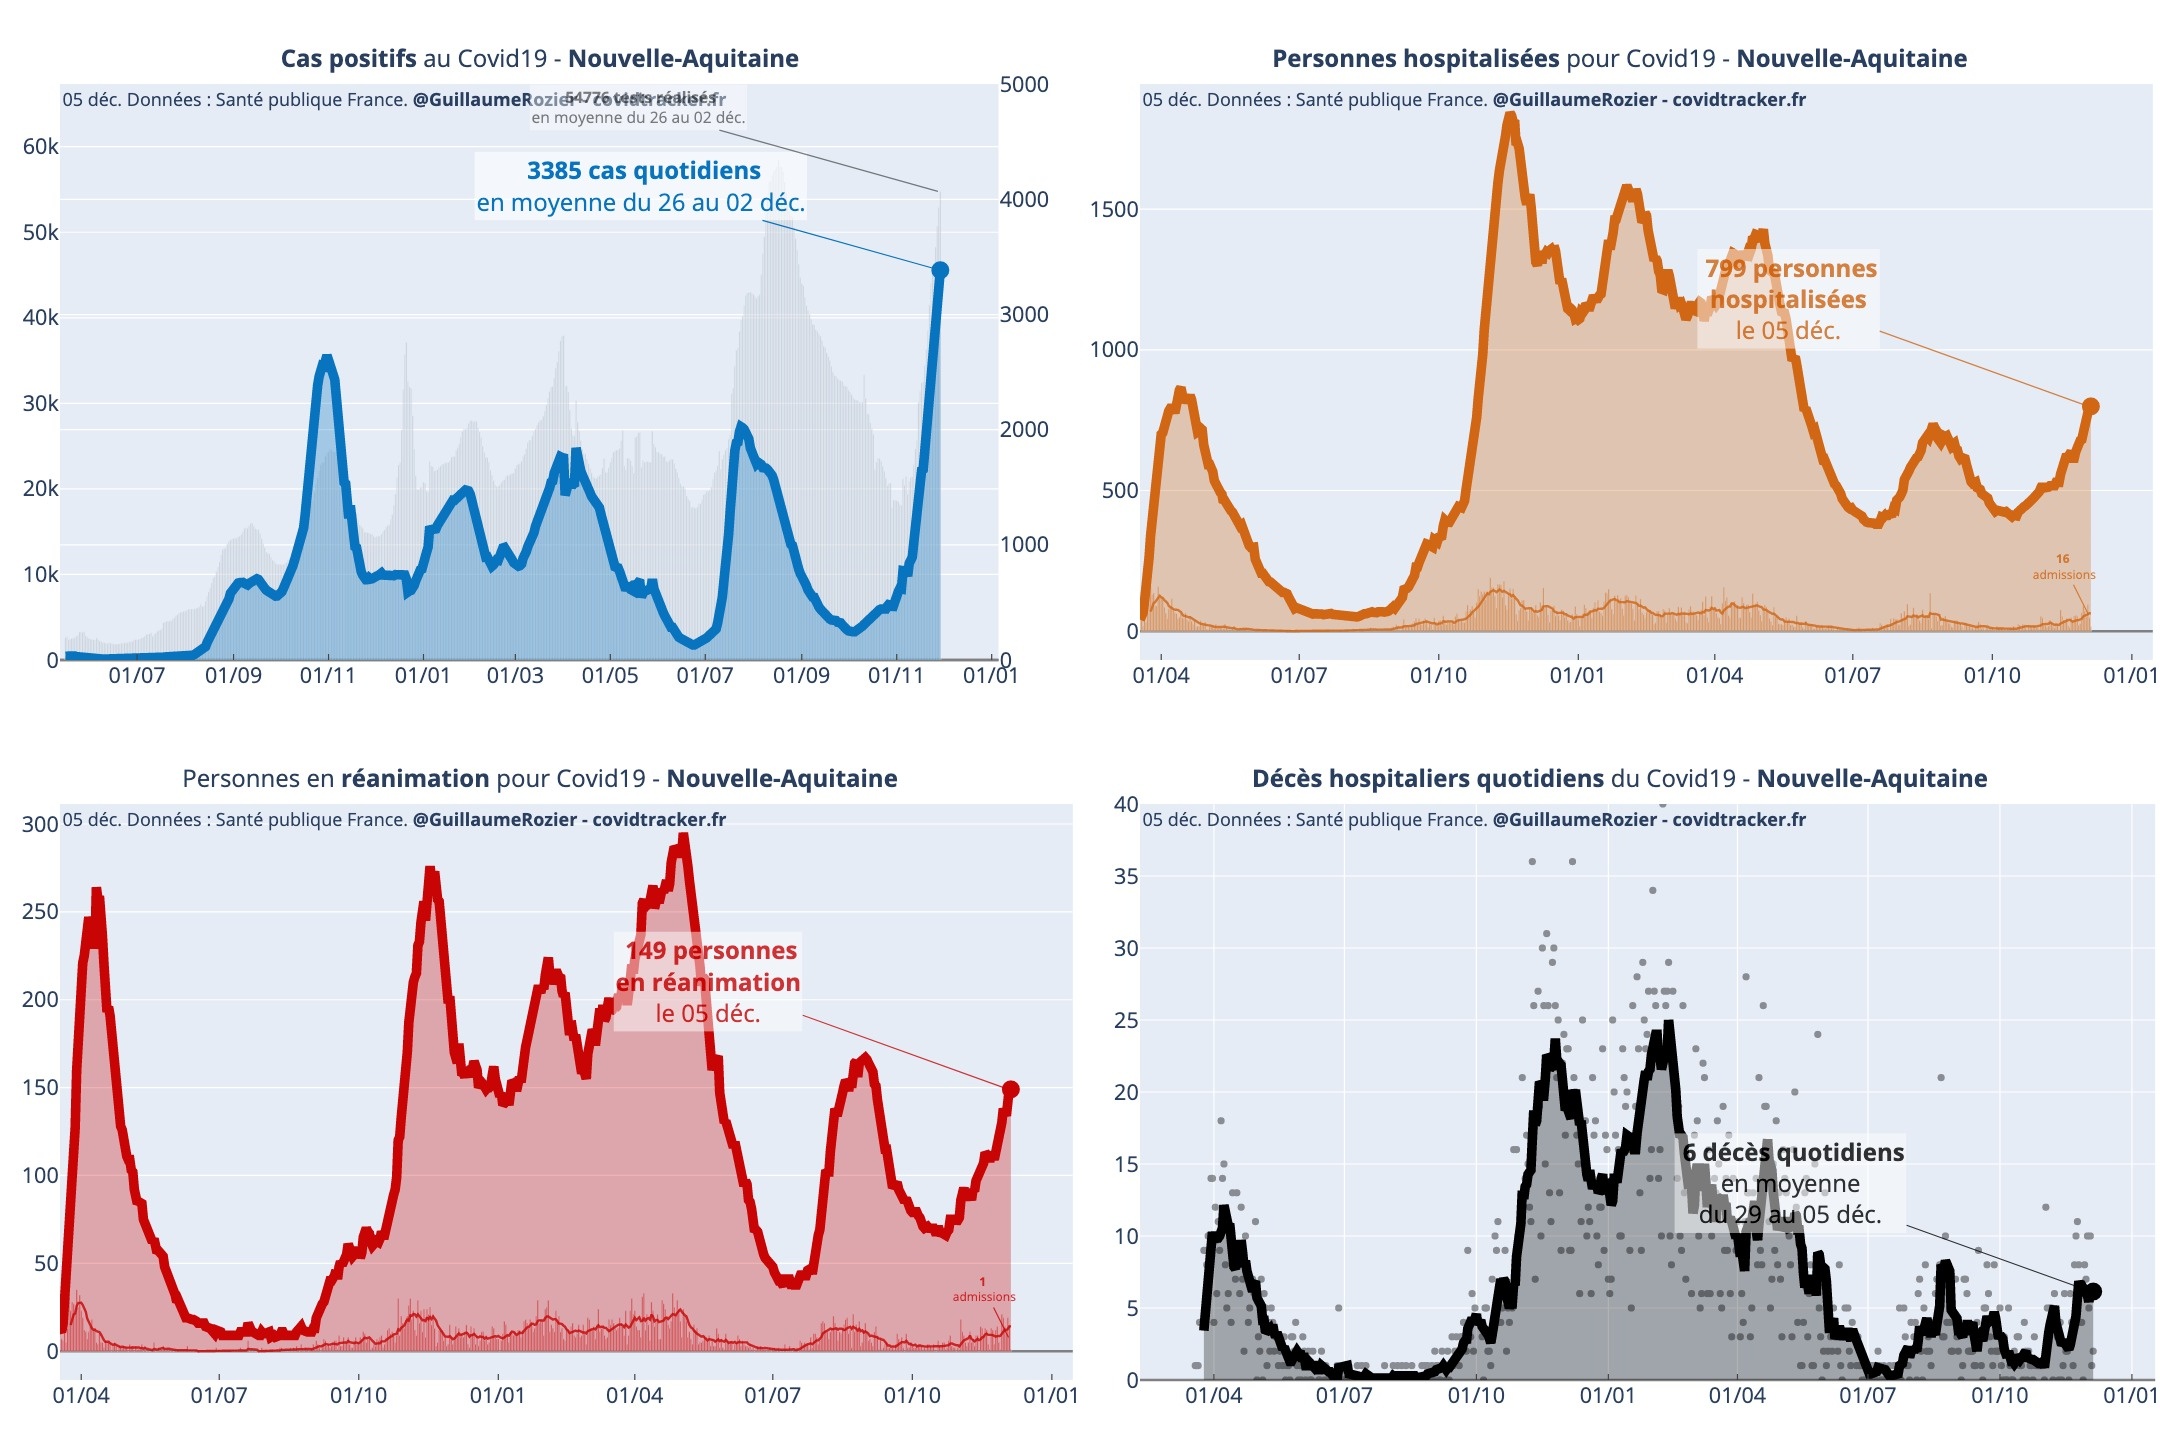 Cas positifs au Covid19 - Nouvelle-Aquitaine
05 déc. Données : Santé publique France. @GuillaumeRozier - covidtracker.fr
54776 tests réalisés
en moyenne du 26 au 02 déc.
3385 cas quotidiens
en moyenne du 26 au 02 déc.
60k
50k
40k
30k
20k
10k
0
5000
4000
3000
2000
1000
0
01/07 01/09 01/11 01/01 01/03 01/05 01/07 01/09 01/11 01/01
Personnes hospitalisées pour Covid19 - Nouvelle-Aquitaine
05 déc. Données : Santé publique France. @GuillaumeRozier - covidtracker.fr
799 personnes
hospitalisées
le 05 déc.
16
admissions
1500
1000
500
0
01/04 01/07 01/10 01/01 01/04 01/07 01/10 01/01
Personnes en réanimation pour Covid19 - Nouvelle-Aquitaine
05 déc. Données : Santé publique France. @GuillaumeRozier - covidtracker.fr
149 personnes
en réanimation
le 05 déc.
1
admissions
300
250
200
150
100
50
0
01/04 01/07 01/10 01/01 01/04 01/07 01/10 01/01
Décès hospitaliers quotidiens du Covid19 - Nouvelle-Aquitaine
05 déc. Données : Santé publique France. @GuillaumeRozier - covidtracker.fr
6 décès quotidiens
en moyenne
du 29 au 05 déc.
40
35
30
25
20
15
10
5
0
01/04 01/07 01/10 01/01 01/04 01/07 01/10 01/01